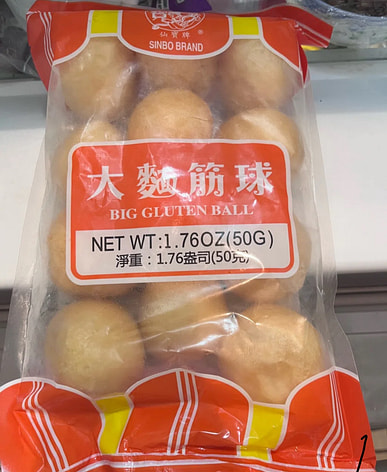 仙寶牌 ®
SINBO BRAND
大麵筋球
BIG GLUTEN BALL
NET WT:1.76OZ(50G)
淨重：1.76盎司(50克)